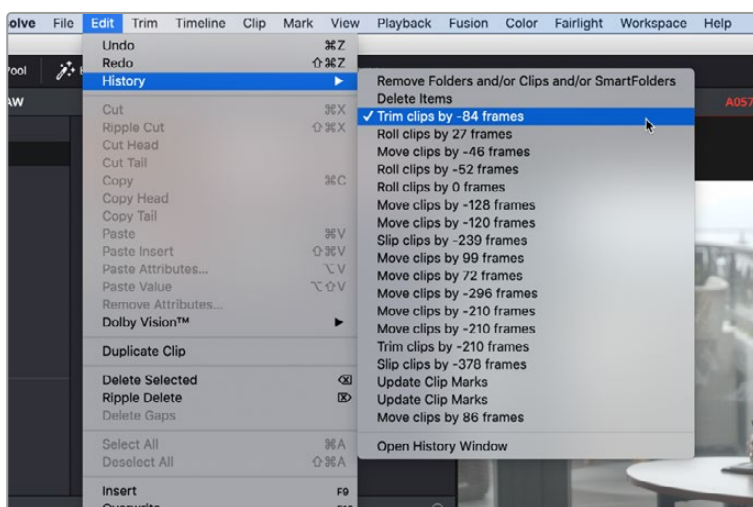 olve File Edit Trim Timeline Clip Mark View Playback Fusion Color Fairlight Workspace Help
Undo ⌘Z
Redo ⇧⌘Z
History ▶
Cut ⌘X
Ripple Cut ⇧⌘X
Cut Head
Cut Tail
Copy ⌘C
Copy Head
Copy Tail
Paste ⌘V
Paste Insert ⇧⌘V
Paste Attributes... ⌥V
Paste Value ⌥⇧V
Remove Attributes...
Dolby Vision™ ▶
Duplicate Clip
Delete Selected ⌫
Ripple Delete ⌦
Delete Gaps
Select All ⌘A
Deselect All ⇧⌘A
Insert F9
Remove Folders and/or Clips and/or SmartFolders
Delete Items
✓ Trim clips by -84 frames
Roll clips by 27 frames
Move clips by -46 frames
Roll clips by -52 frames
Roll clips by 0 frames
Move clips by -128 frames
Move clips by -120 frames
Slip clips by -239 frames
Move clips by 99 frames
Move clips by 72 frames
Move clips by -296 frames
Move clips by -210 frames
Move clips by -210 frames
Trim clips by -210 frames
Slip clips by -378 frames
Update Clip Marks
Update Clip Marks
Move clips by 86 frames
Open History Window
ool
AW
A057